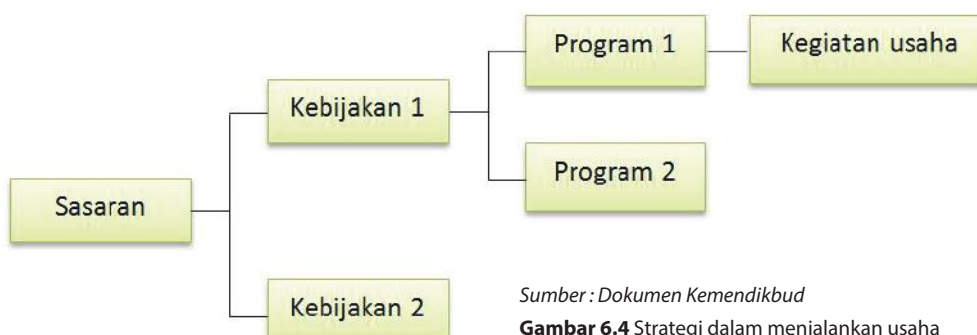 Program 1
Kegiatan usaha
Kebijakan 1
Program 2
Sasaran
Kebijakan 2
Sumber : Dokumen Kemendikbud
Gambar 6.4 Strategi dalam menjalankan usaha